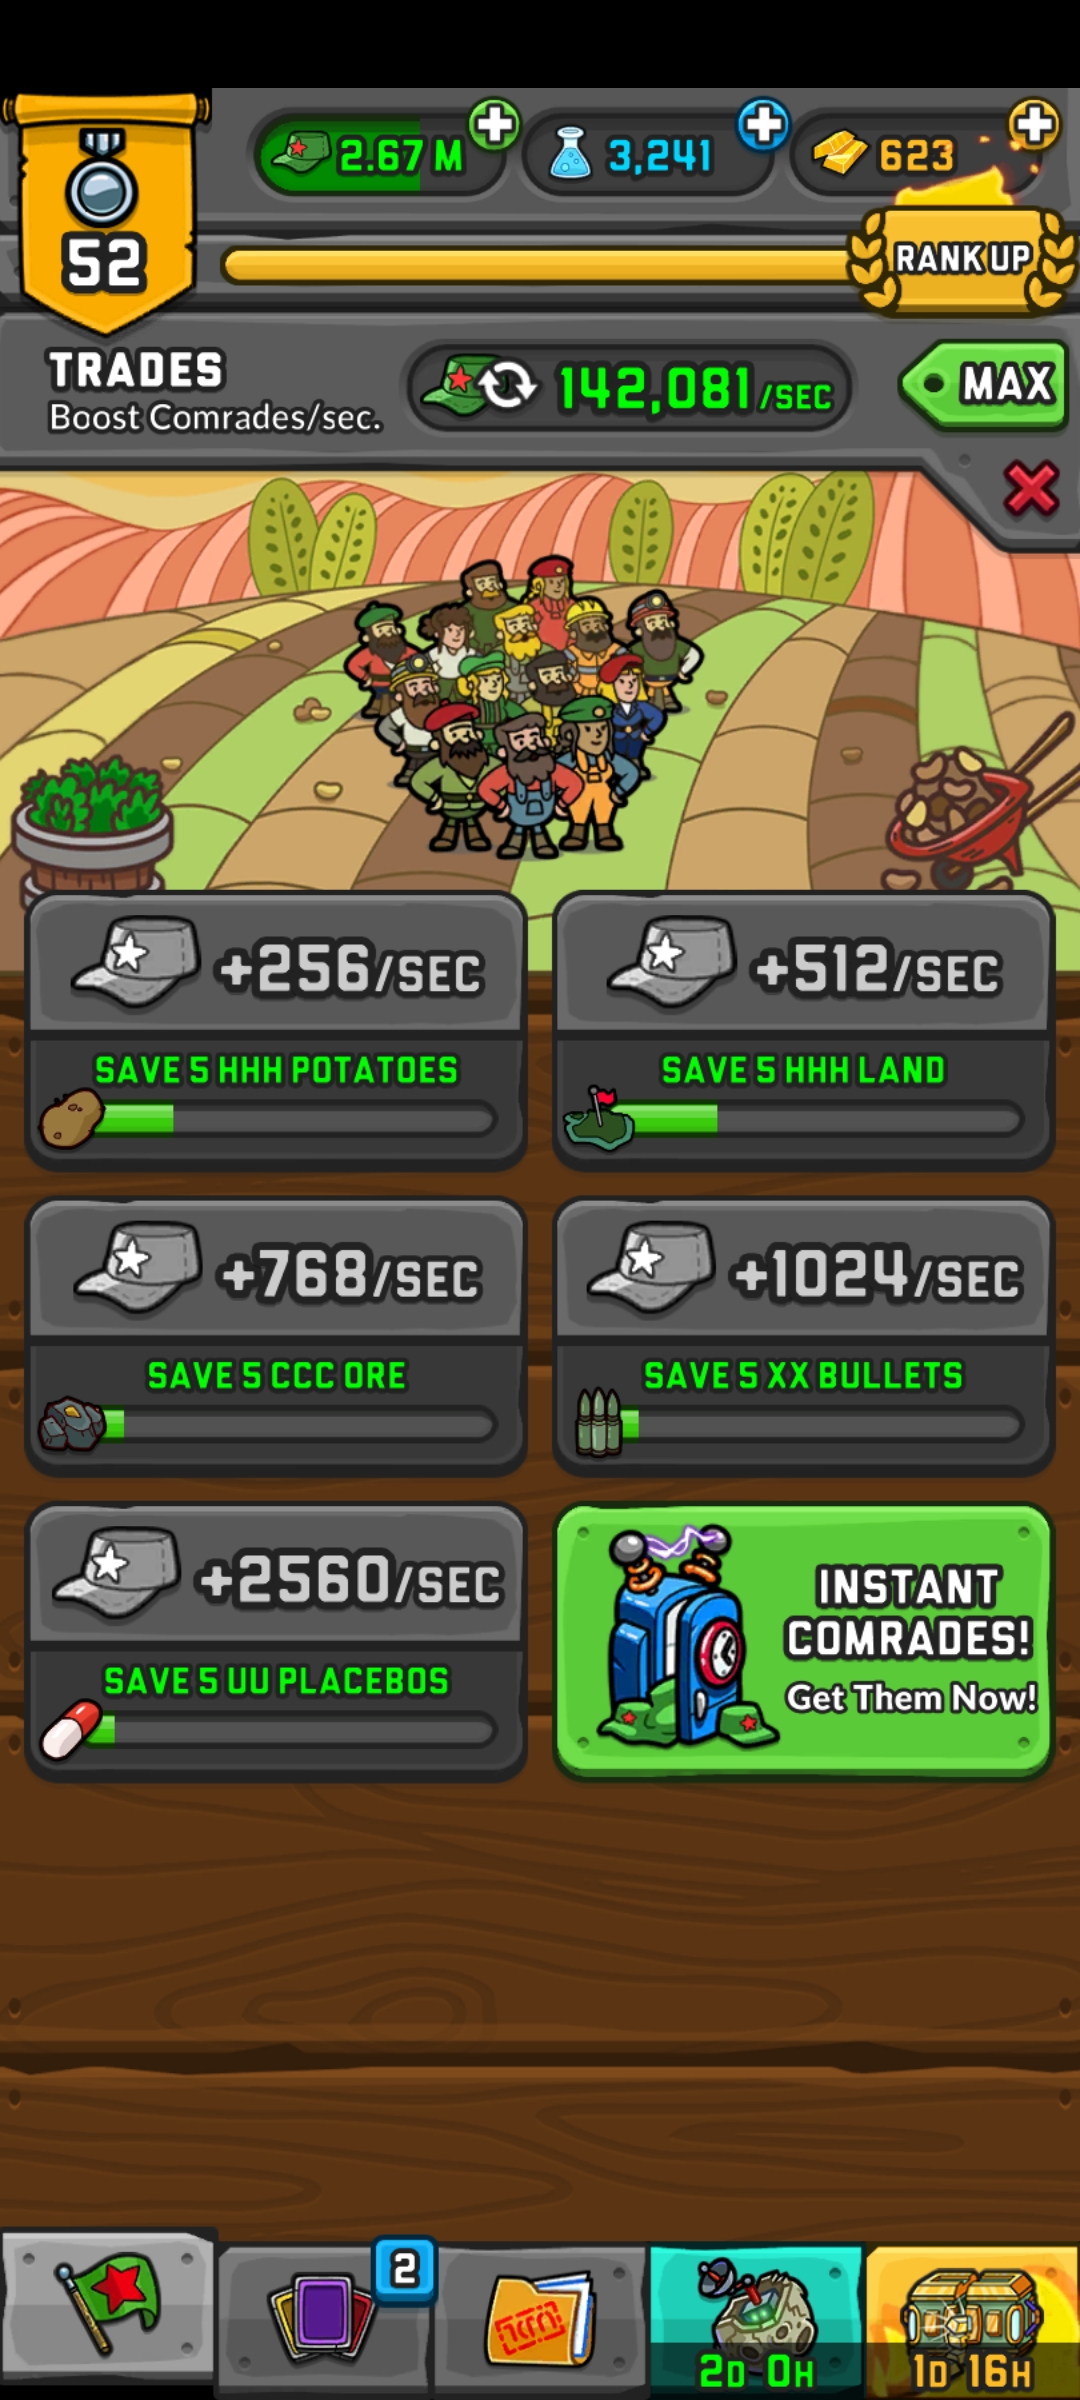 2.67 M
3,241
623
52
RANK UP
TRADES
Boost Comrades/sec.
142,081/SEC
MAX
+256/SEC
+512/SEC
SAVE 5 HHH POTATOES
SAVE 5 HHH LAND
+768/SEC
+1024/SEC
SAVE 5 CCC ORE
SAVE 5 XX BULLETS
+2560/SEC
INSTANT
COMRADES!
Get Them Now!
SAVE 5 UU PLACEBOS
2
2D 0H
1D 16H